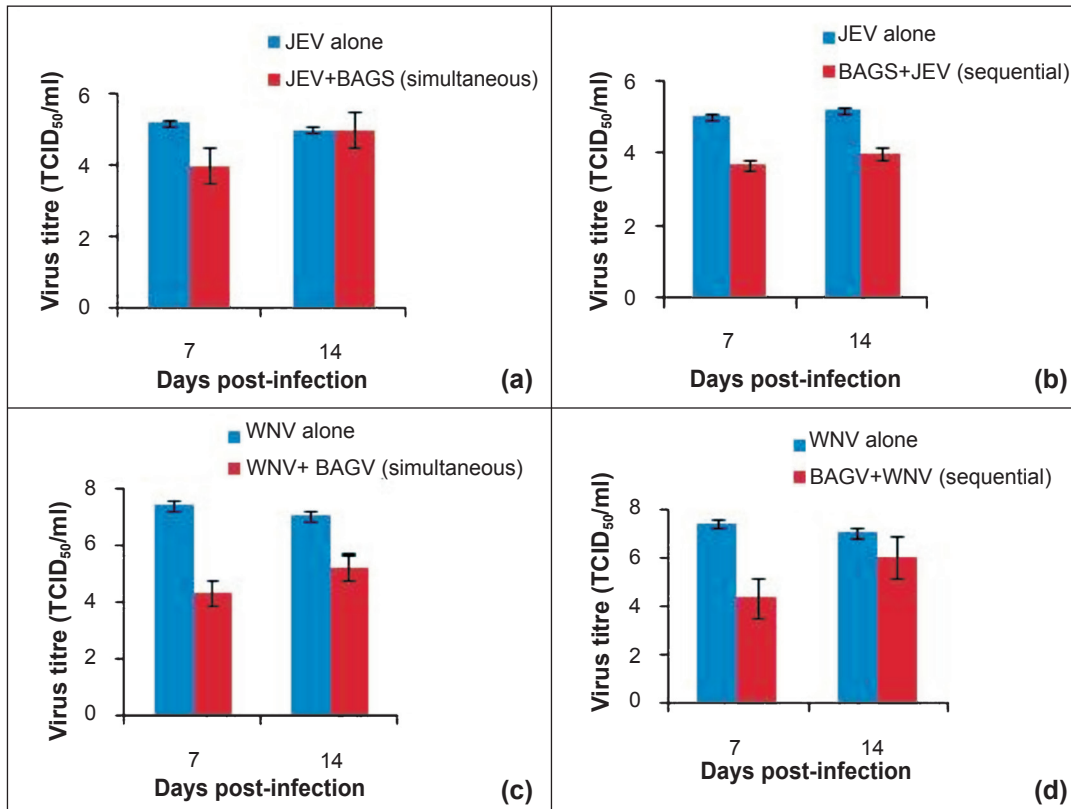 JEV alone
JEV+BAGS (simultaneous)
Virus titre (TCID50/ml)
6
4
2
0
7 14
Days post-infection
(a)
JEV alone
BAGS+JEV (sequential)
Virus titre (TCID50/ml)
6
4
2
0
7 14
Days post-infection
(b)
WNV alone
WNV+ BAGV (simultaneous)
Virus titre (TCID50/ml)
8
6
4
2
0
7 14
Days post-infection
(c)
WNV alone
BAGV+WNV (sequential)
Virus titre (TCID50/ml)
8
6
4
2
0
7 14
Days post-infection
(d)